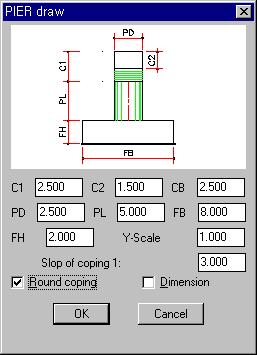 PIER draw
PD
C1
C2
PL
FH
FB
C1 2.500 C2 1.500 CB 2.500
PD 2.500 PL 5.000 FB 8.000
FH 2.000 Y-Scale 1.000
Slop of coping 1: 3.000
Round coping Dimension
OK Cancel